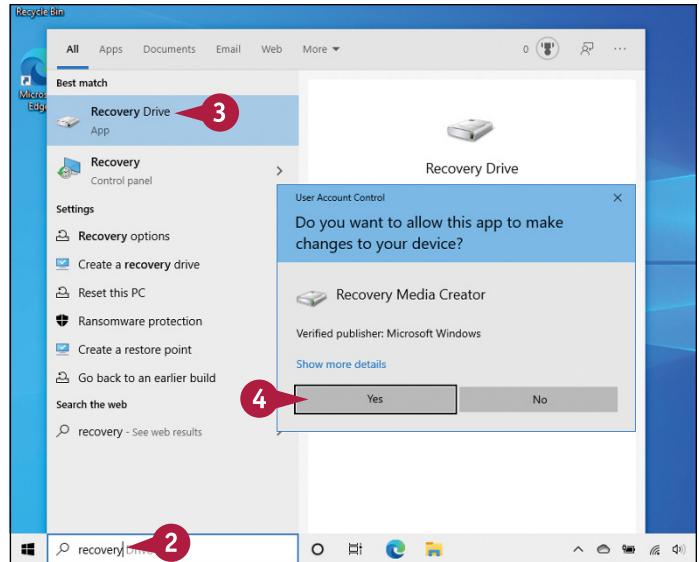 Recycle Bin
Micros
Edge
All Apps Documents Email Web More 0
Best match
Recovery Drive
App
3
Recovery
Control panel
Recovery Drive
Settings
Recovery options
Create a recovery drive
Reset this PC
Ransomware protection
Create a restore point
Go back to an earlier build
Search the web
recovery - See web results
User Account Control
Do you want to allow this app to make
changes to your device?
Recovery Media Creator
Verified publisher: Microsoft Windows
Show more details
4
Yes No
recovery
2